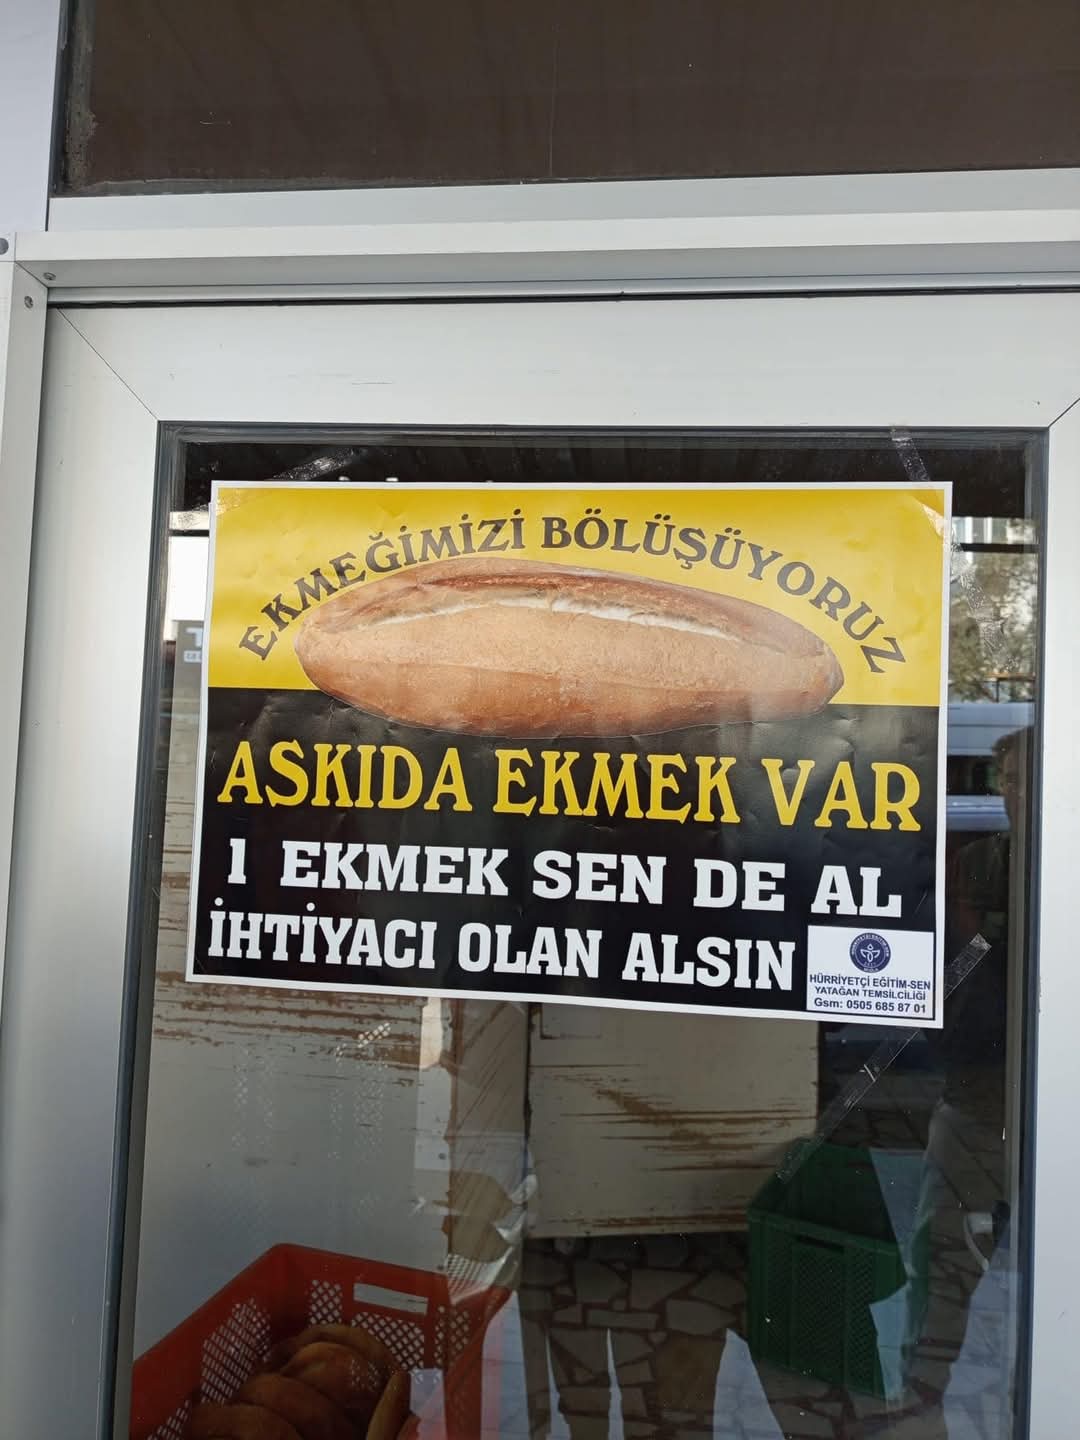 EKMEĞİMİZİ BÖLÜŞÜYORUZ
ASKIDA EKMEK VAR
1 EKMEK SEN DE AL
İHTİYACI OLAN ALSIN
HÜRRİYETÇİ EĞİTİM-SEN
YATAĞAN TEMSİLCİLİĞİ
Gsm: 0505 685 87 01